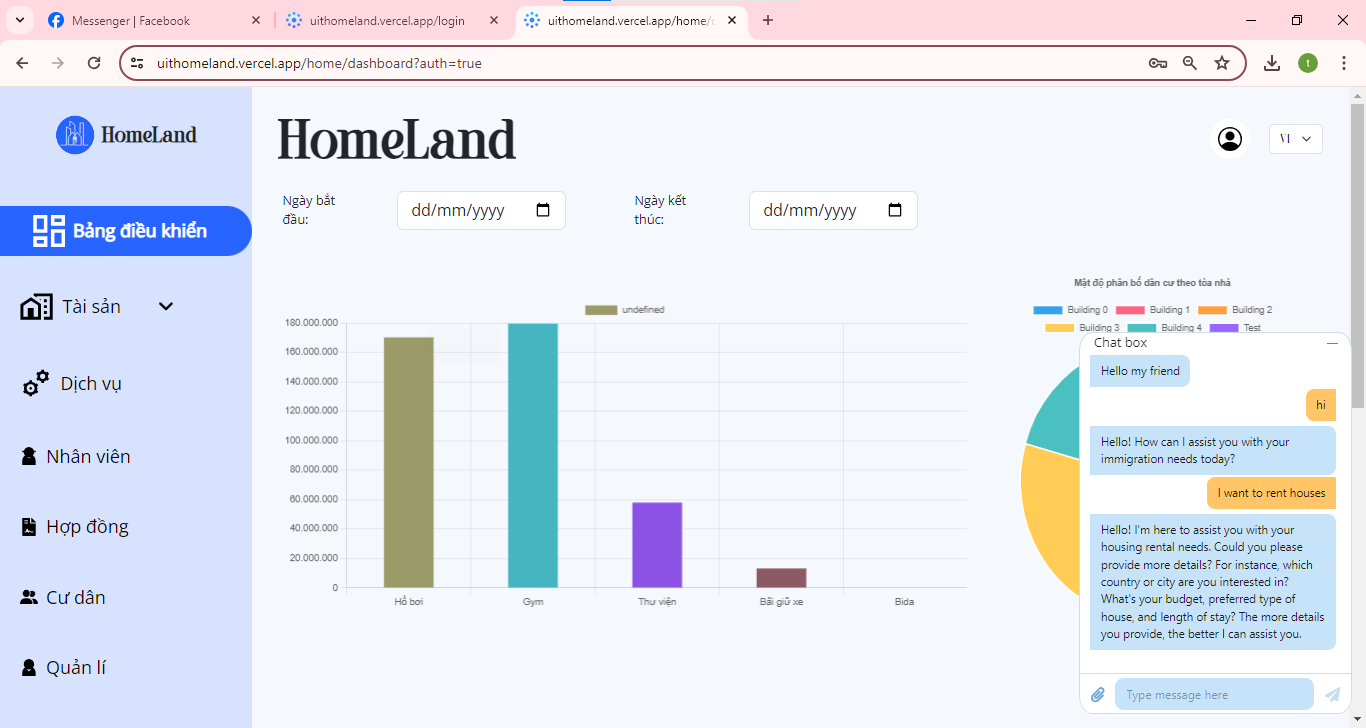 Messenger | Facebook
uithomeland.vercel.app/login
uithomeland.vercel.app/home/
uithomeland.vercel.app/home/dashboard?auth=true
t
HomeLand
Bảng điều khiển
Tài sản
Dịch vụ
Nhân viên
Hợp đồng
Cư dân
Quản lí
HomeLand
VI
Ngày bắt
đầu:
dd/mm/yyyy
Ngày kết
thúc:
dd/mm/yyyy
undefined
180.000.000
160.000.000
140.000.000
120.000.000
100.000.000
80.000.000
60.000.000
40.000.000
20.000.000
0
Hồ bơi
Gym
Thư viện
Bãi giữ xe
Bida
Mật độ phân bố dân cư theo tòa nhà
Building 0
Building 1
Building 2
Building 3
Building 4
Test
Chat box
Hello my friend
hi
Hello! How can I assist you with your
immigration needs today?
I want to rent houses
Hello! I'm here to assist you with your
housing rental needs. Could you please
provide more details? For instance, which
country or city are you interested in?
What's your budget, preferred type of
house, and length of stay? The more details
you provide, the better I can assist you.
Type message here